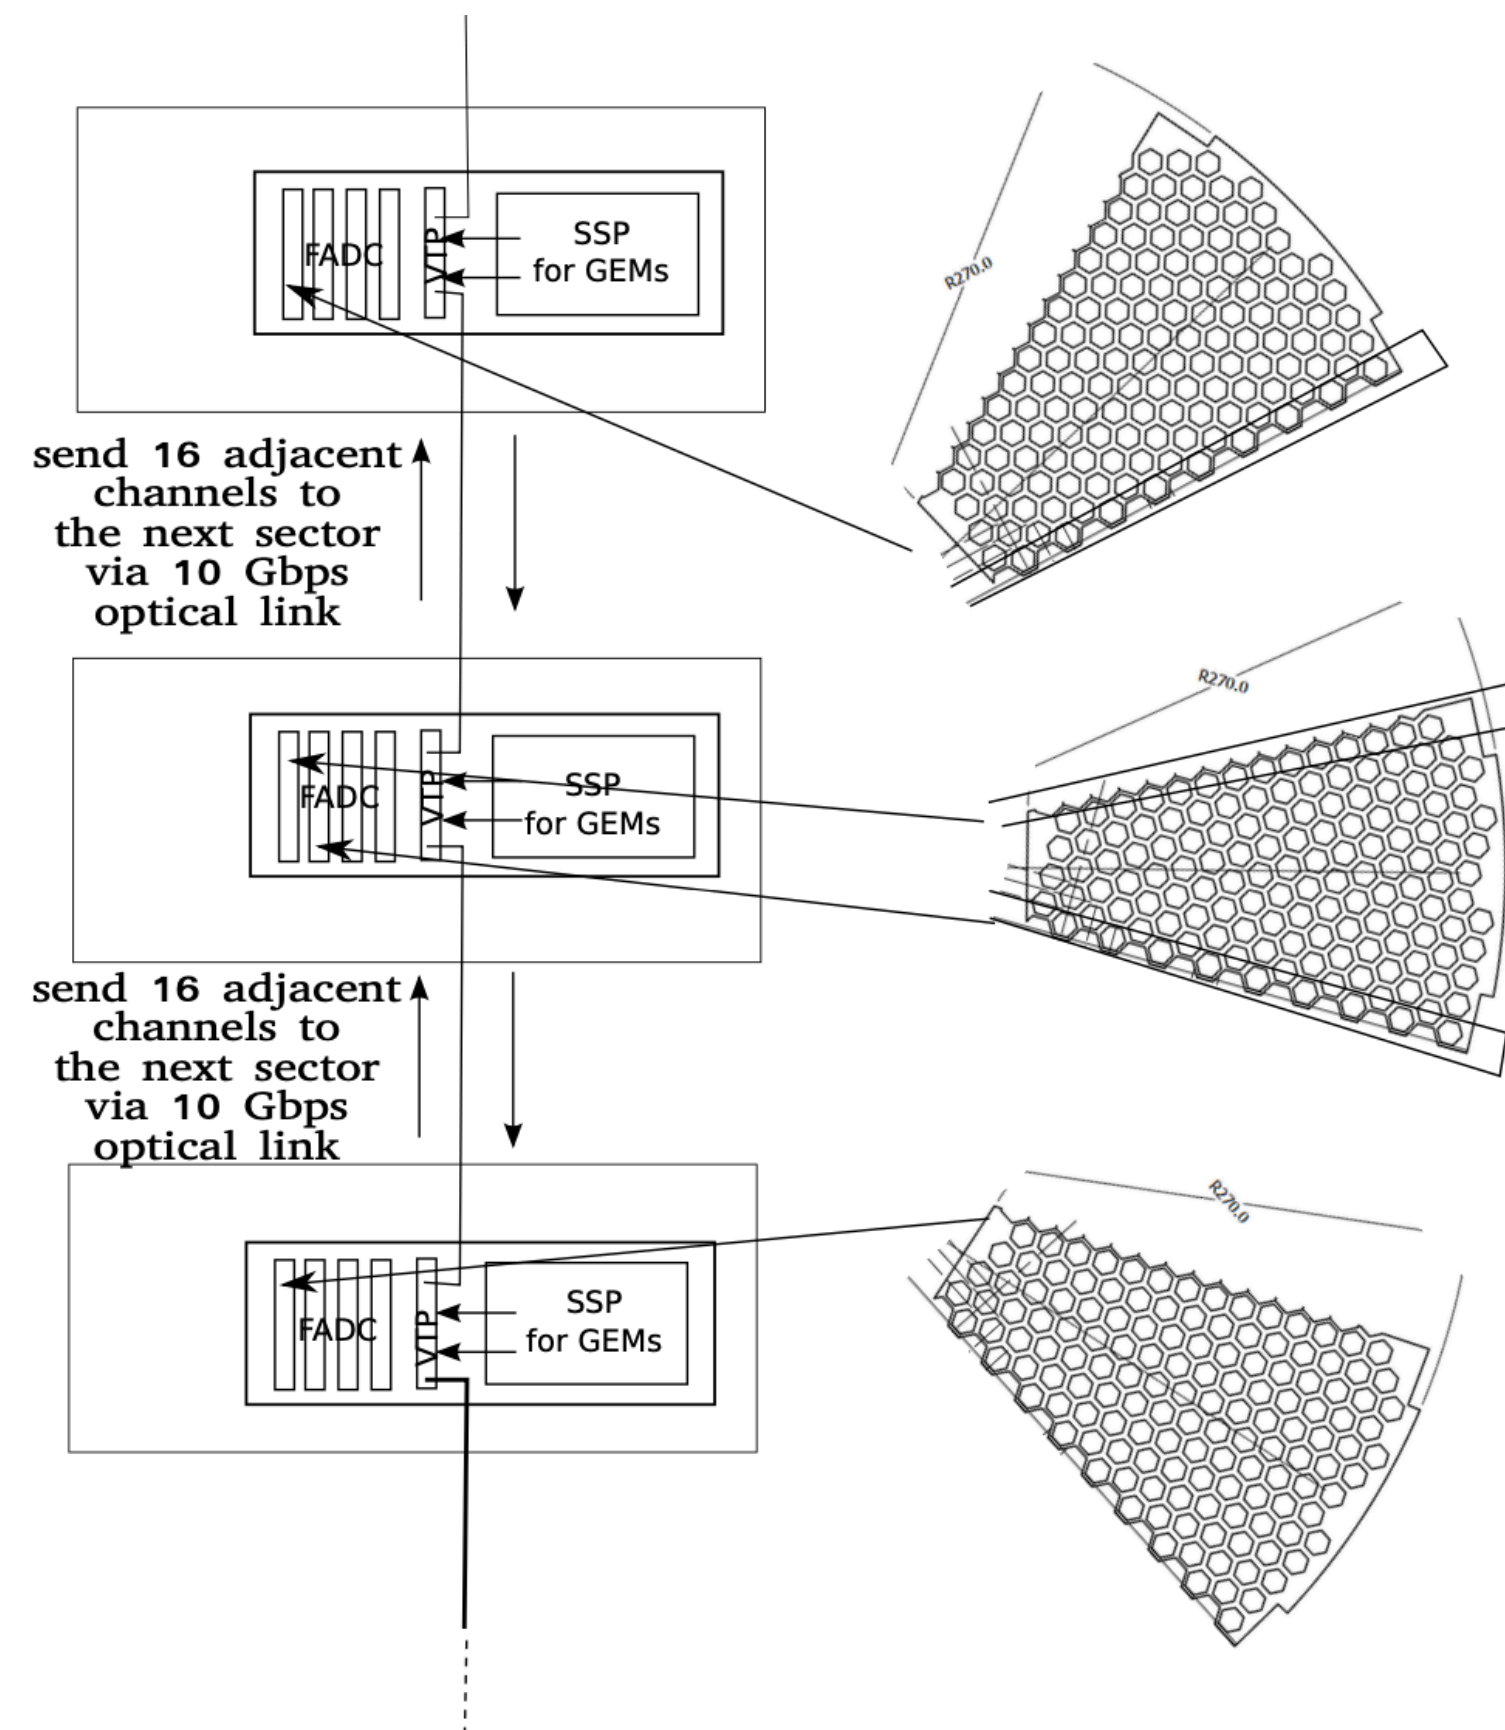 R270.0
SSP
for GEMs
FADC
VTP
send 16 adjacent
channels to
the next sector
via 10 Gbps
optical link
R270.0
SSP
for GEMs
FADC
VTP
send 16 adjacent
channels to
the next sector
via 10 Gbps
optical link
R270.0
SSP
for GEMs
FADC
VTP